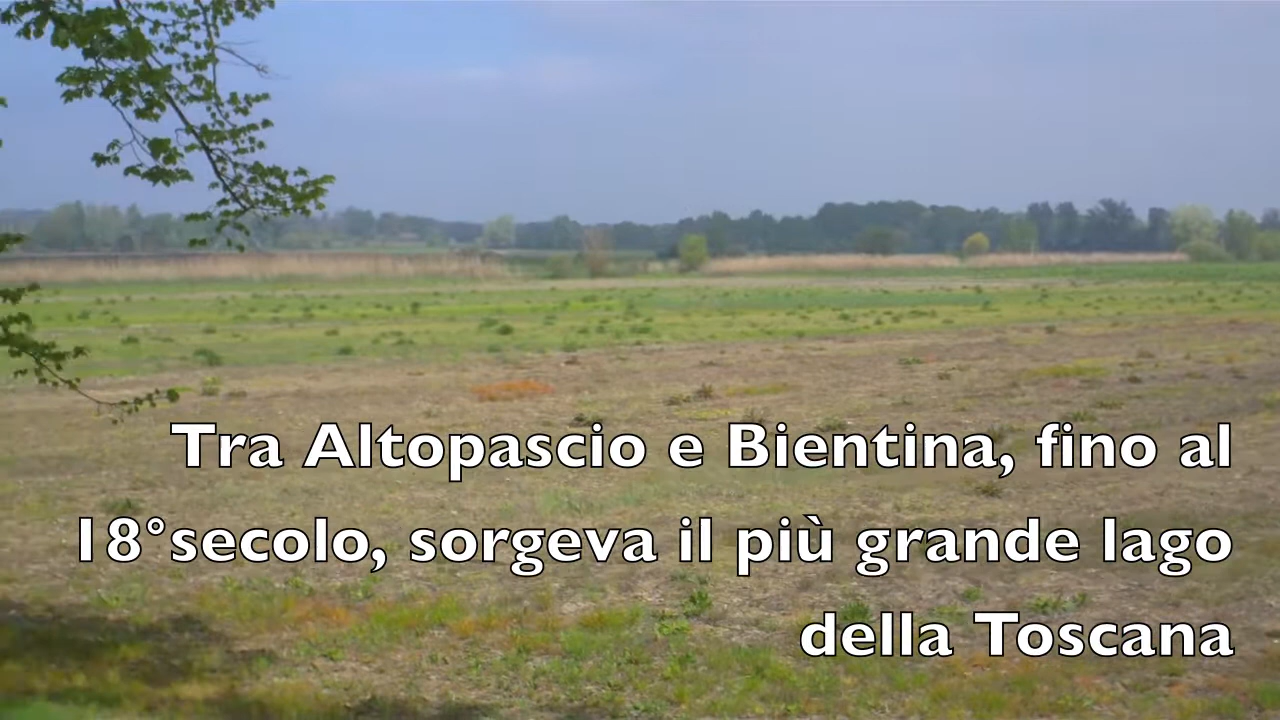 Tra Altopascio e Bientina, fino al
18°secolo, sorgeva il più grande lago
della Toscana